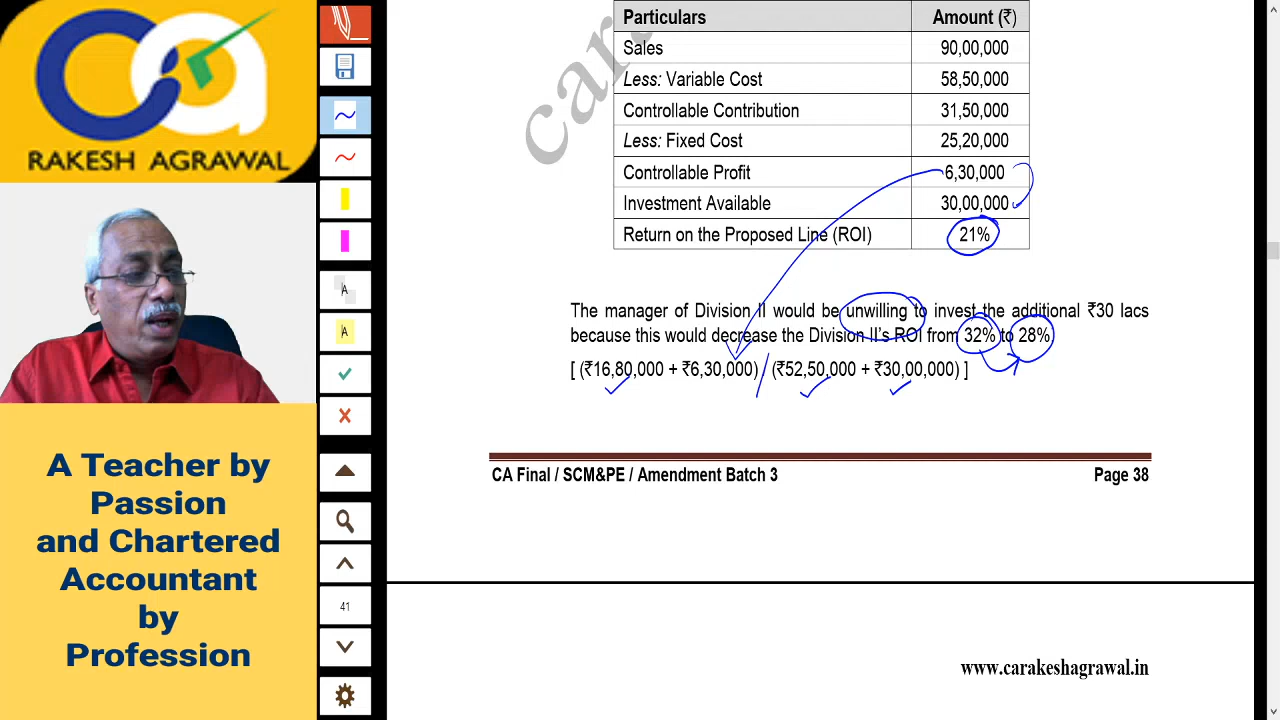 RAKESH AGRAWAL
A Teacher by
Passion
and Chartered
Accountant
by
Profession
A
A
41
cara
Particulars Amount (₹)
Sales 90,00,000
Less: Variable Cost 58,50,000
Controllable Contribution 31,50,000
Less: Fixed Cost 25,20,000
Controllable Profit 6,30,000
Investment Available 30,00,000
Return on the Proposed Line (ROI) 21%
The manager of Division II would be unwilling to invest the additional ₹30 lacs
because this would decrease the Division II's ROI from 32% to 28%
[ (₹16,80,000 + ₹6,30,000) / (₹52,50,000 + ₹30,00,000) ]
CA Final / SCM&PE / Amendment Batch 3 Page 38
www.carakeshagrawal.in